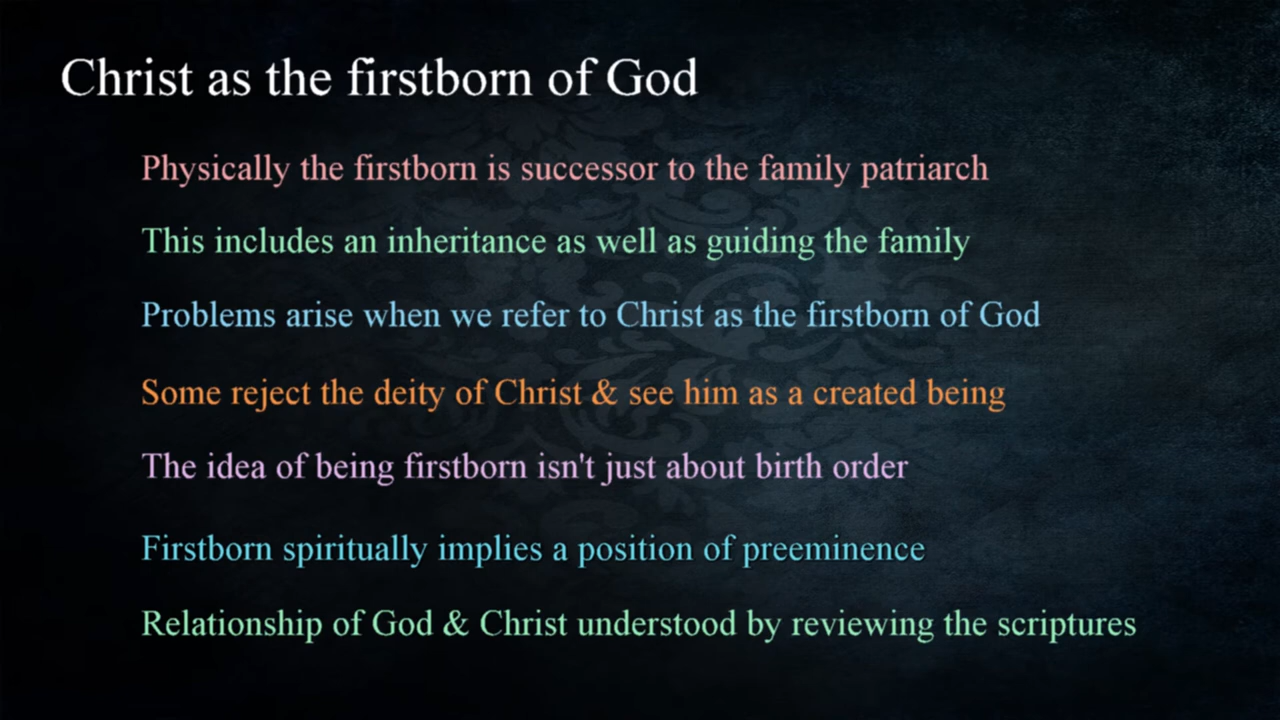 Christ as the firstborn of God
Physically the firstborn is successor to the family patriarch
This includes an inheritance as well as guiding the family
Problems arise when we refer to Christ as the firstborn of God
Some reject the deity of Christ & see him as a created being
The idea of being firstborn isn't just about birth order
Firstborn spiritually implies a position of preeminence
Relationship of God & Christ understood by reviewing the scriptures